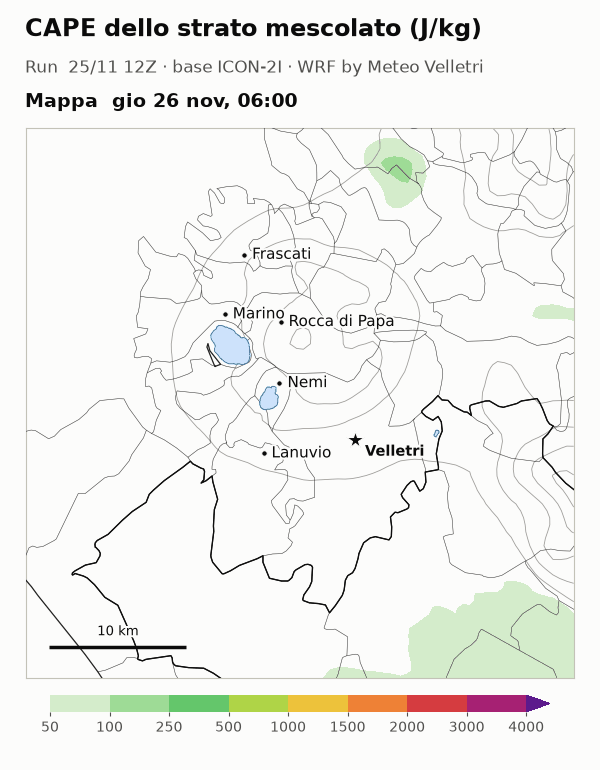 CAPE dello strato mescolato (J/kg)
Run  25/11 12Z · base ICON-2I · WRF by Meteo Velletri
Mappa  gio 26 nov, 06:00
Frascati
Marino
Rocca di Papa
Nemi
Lanuvio
Velletri
10 km
50 100 250 500 1000 1500 2000 3000 4000